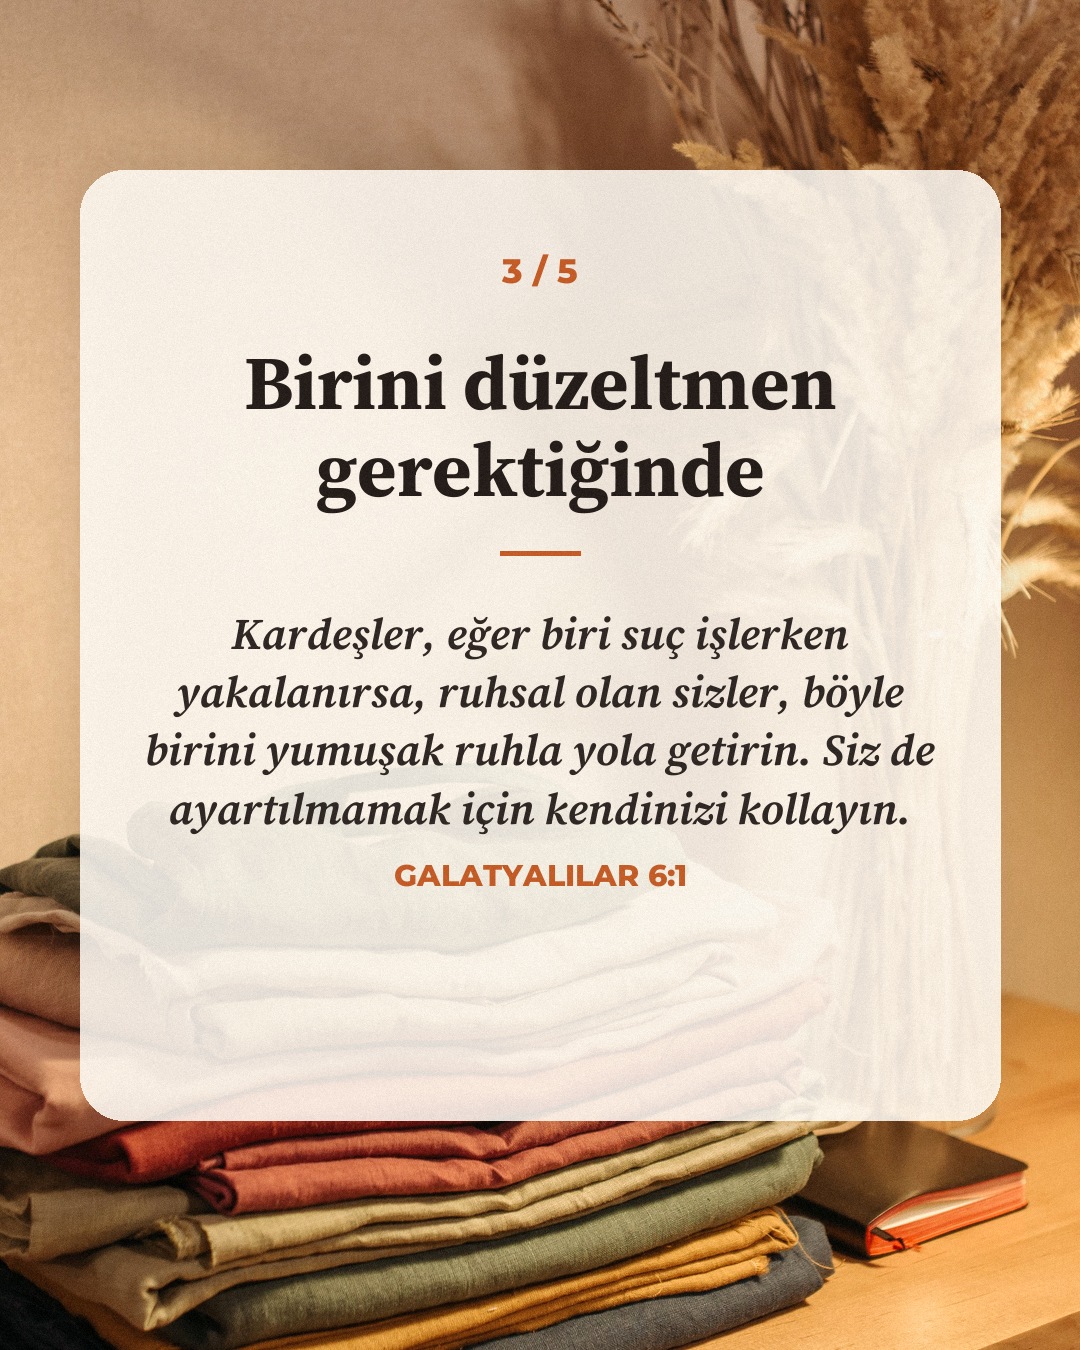 3 / 5
Birini düzeltmen
gerektiğinde
Kardeşler, eğer biri suç işlerken
yakalanırsa, ruhsal olan sizler, böyle
birini yumuşak ruhla yola getirin. Siz de
ayartılmamak için kendinizi kollayın.
GALATYALILAR 6:1